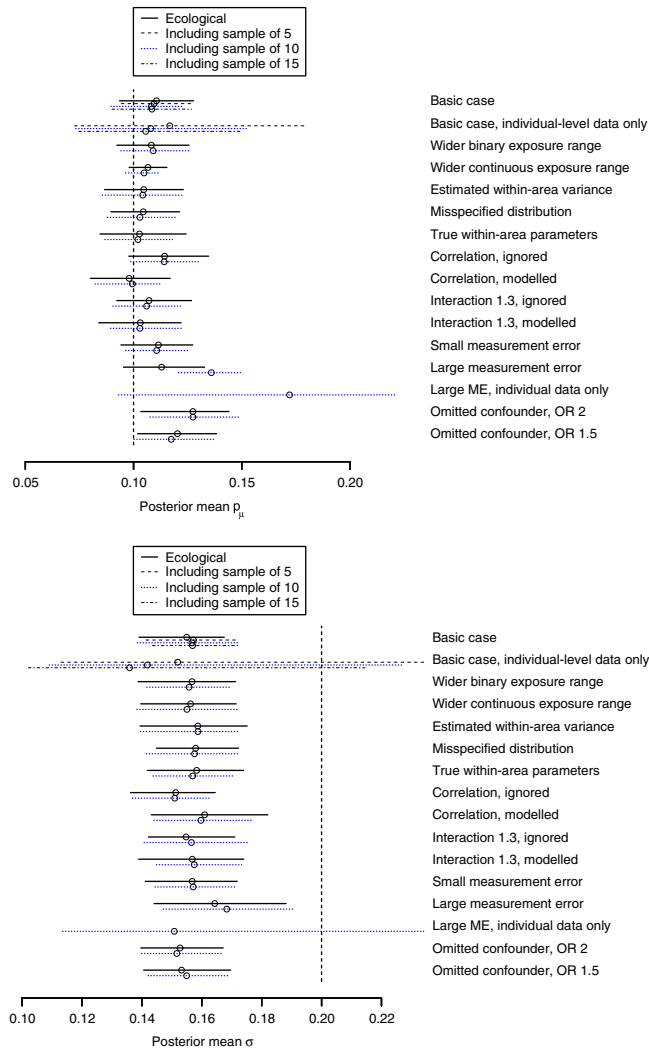 Ecological
Including sample of 5
Including sample of 10
Including sample of 15
Basic case
Basic case, individual-level data only
Wider binary exposure range
Wider continuous exposure range
Estimated within-area variance
Misspecified distribution
True within-area parameters
Correlation, ignored
Correlation, modelled
Interaction 1.3, ignored
Interaction 1.3, modelled
Small measurement error
Large measurement error
Large ME, individual data only
Omitted confounder, OR 2
Omitted confounder, OR 1.5
0.05 0.10 0.15 0.20
Posterior mean pμ
Ecological
Including sample of 5
Including sample of 10
Including sample of 15
Basic case
Basic case, individual-level data only
Wider binary exposure range
Wider continuous exposure range
Estimated within-area variance
Misspecified distribution
True within-area parameters
Correlation, ignored
Correlation, modelled
Interaction 1.3, ignored
Interaction 1.3, modelled
Small measurement error
Large measurement error
Large ME, individual data only
Omitted confounder, OR 2
Omitted confounder, OR 1.5
0.10 0.12 0.14 0.16 0.18 0.20 0.22
Posterior mean σ